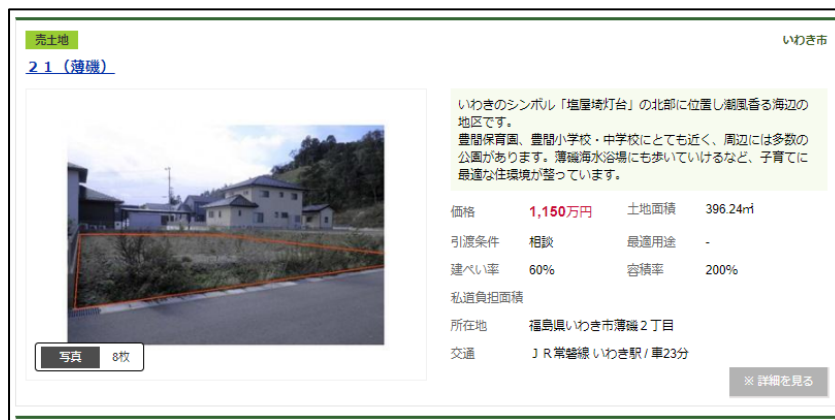 売土地
いわき市
２１（薄磯）
いわきのシンボル「塩屋埼灯台」の北部に位置し潮風香る海辺の
地区です。
豊間保育園、豊間小学校・中学校にとても近く、周辺には多数の
公園があります。薄磯海水浴場にも歩いていけるなど、子育てに
最適な住環境が整っています。
価格 1,150万円 土地面積 396.24㎡
引渡条件 相談 最適用途 -
建ぺい率 60% 容積率 200%
私道負担面積
所在地 福島県いわき市薄磯２丁目
交通 ＪＲ常磐線 いわき駅 / 車23分
写真 8枚
※ 詳細を見る